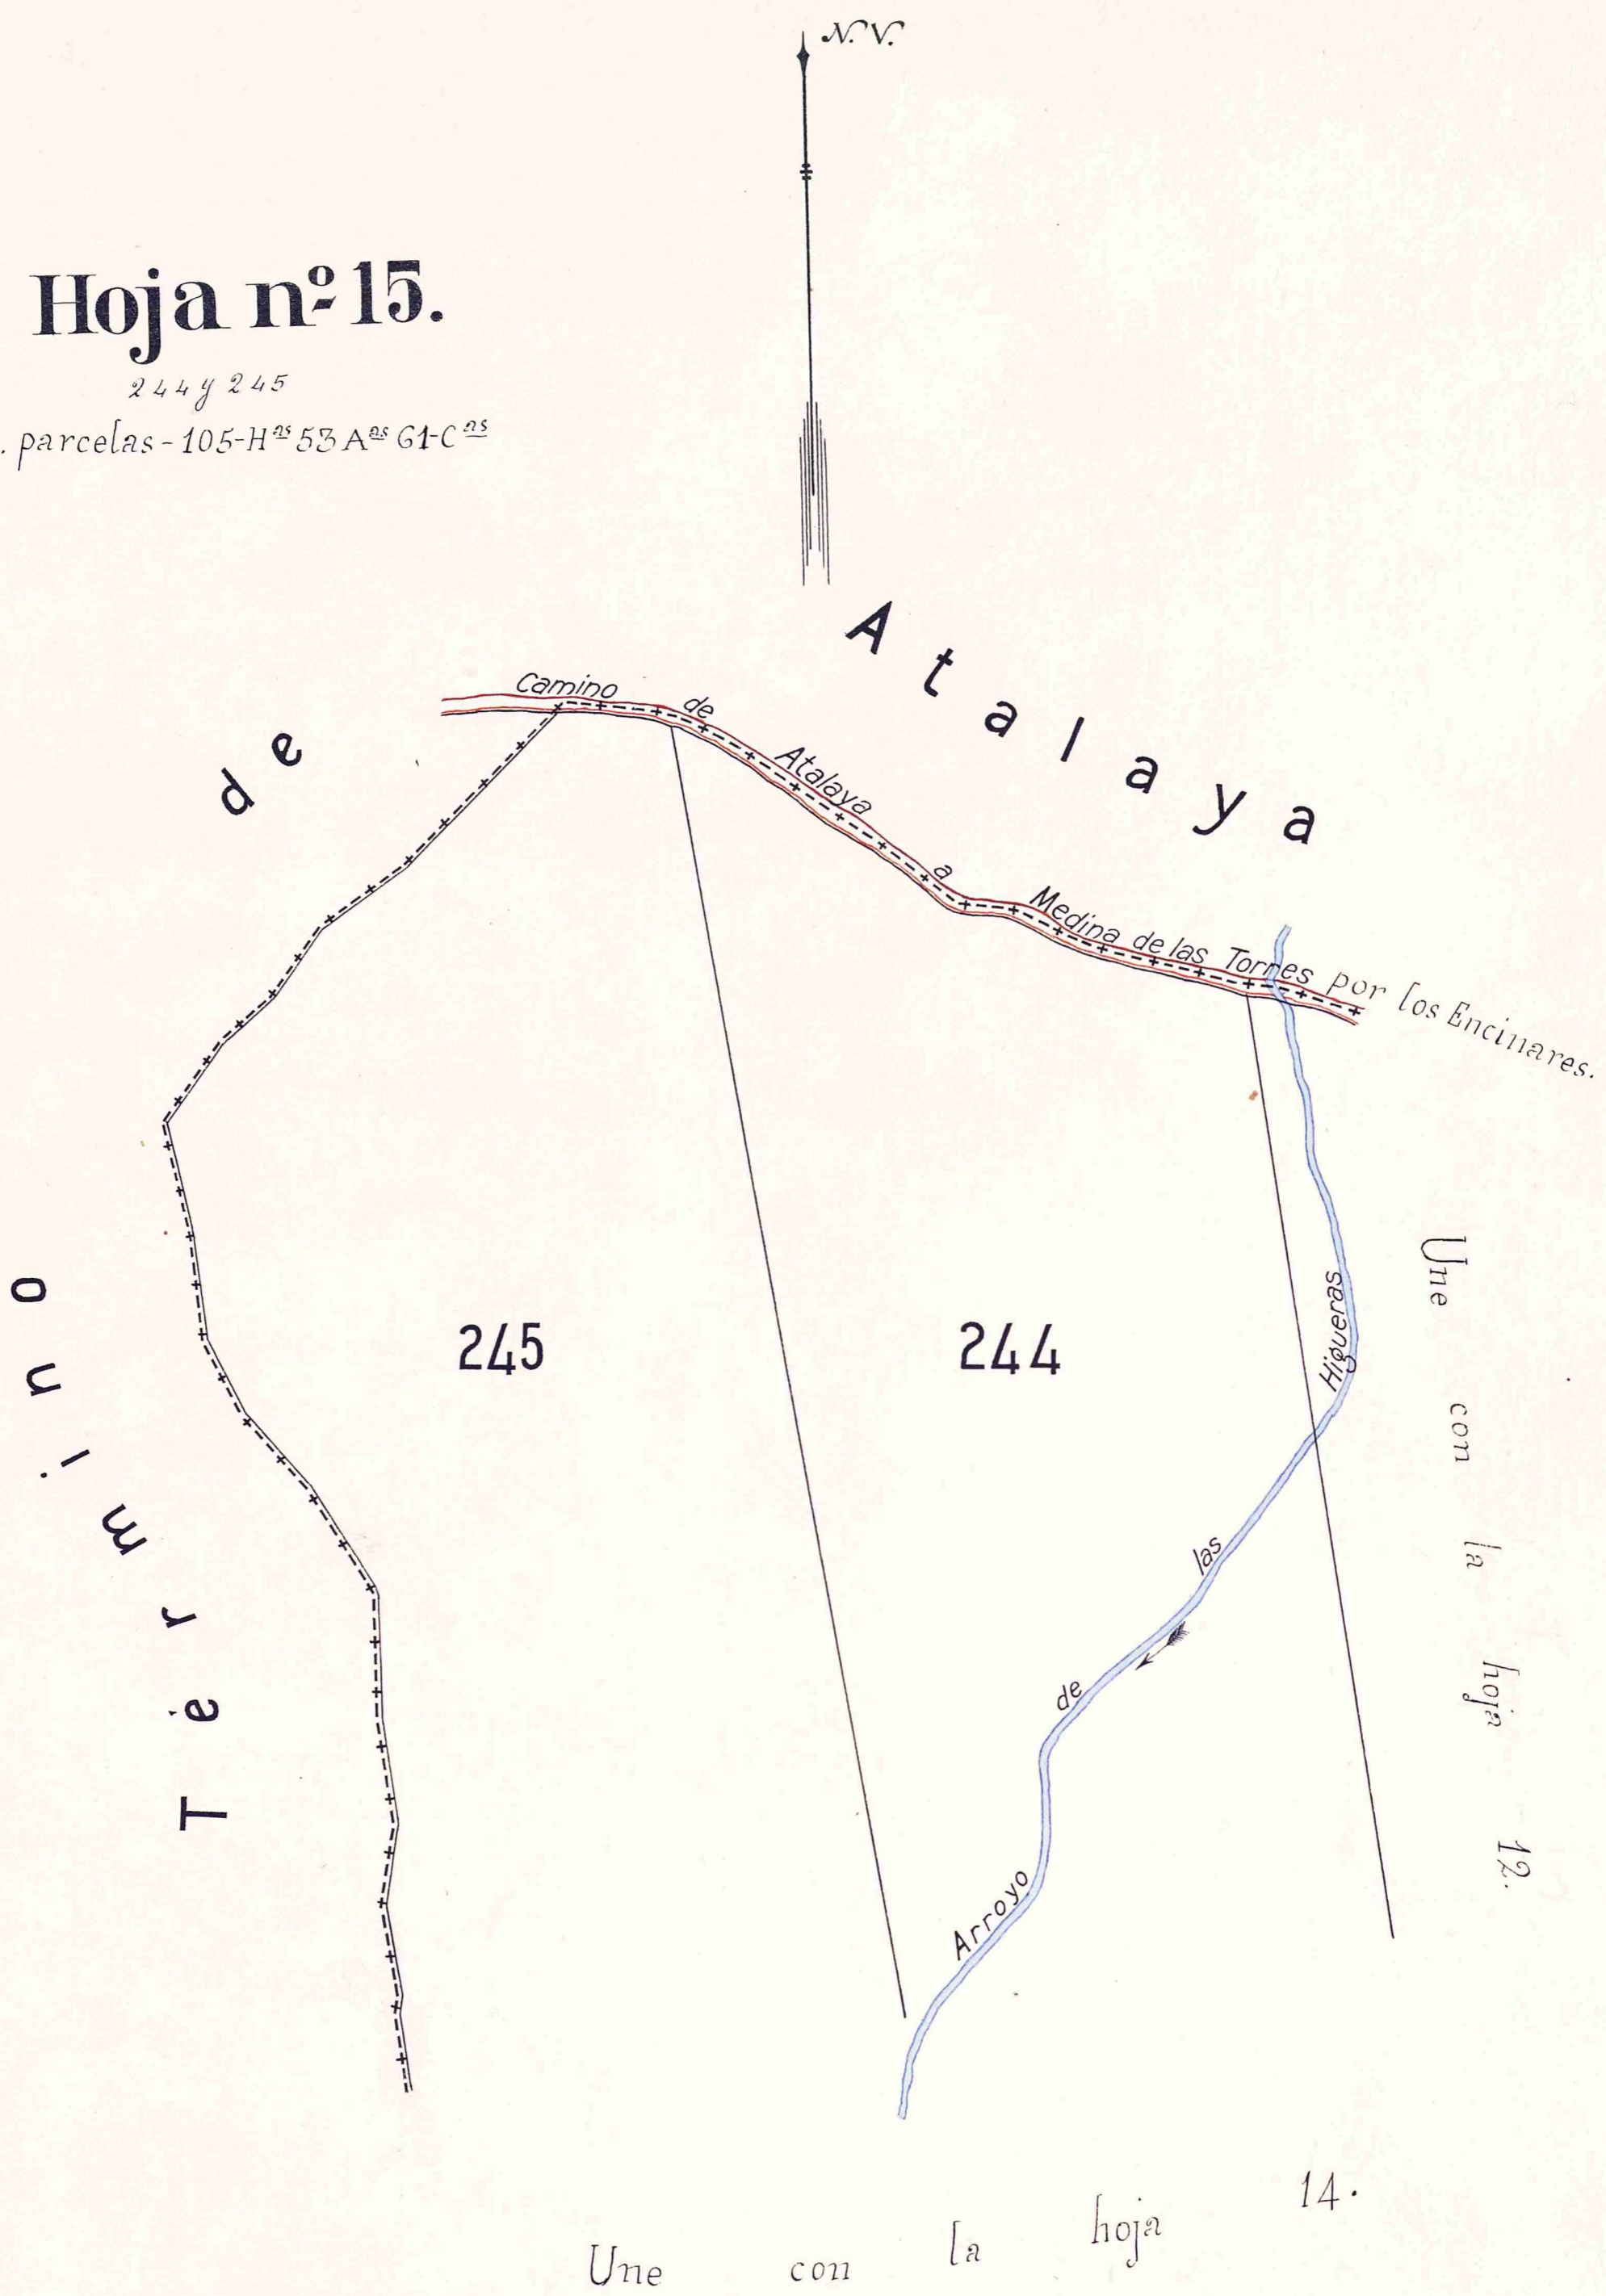 N. V.
Hoja nº 15.
244 y 245
. parcelas - 105 - Hᵃˢ 53 Aᵃˢ 61 - Cᵃˢ
Término de Atalaya
Camino de Atalaya a Medina de las Torres por los Encinares.
245
244
Arroyo de las Higueras
Une con la hoja 12.
Une con la hoja 14.